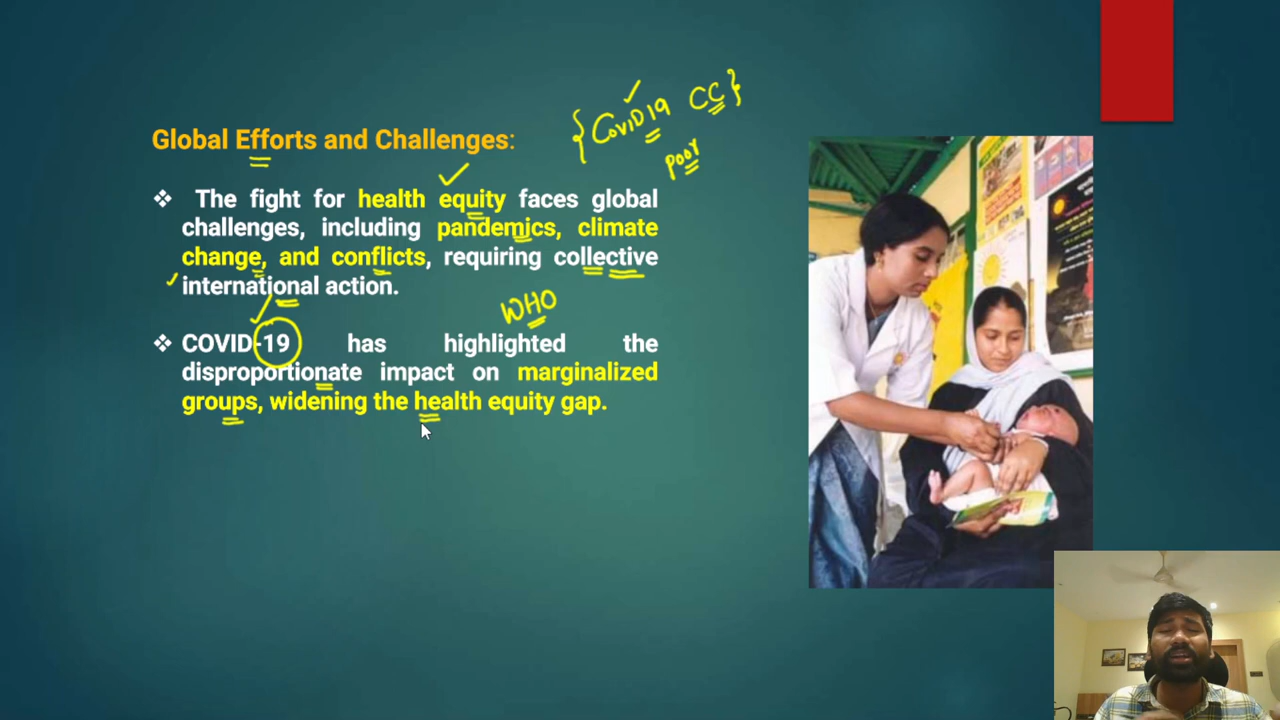 {COVID19 CC}
poor
Global Efforts and Challenges:
❖ The fight for health equity faces global
challenges, including pandemics, climate
change, and conflicts, requiring collective
international action.
WHO
❖ COVID-19 has highlighted the
disproportionate impact on marginalized
groups, widening the health equity gap.